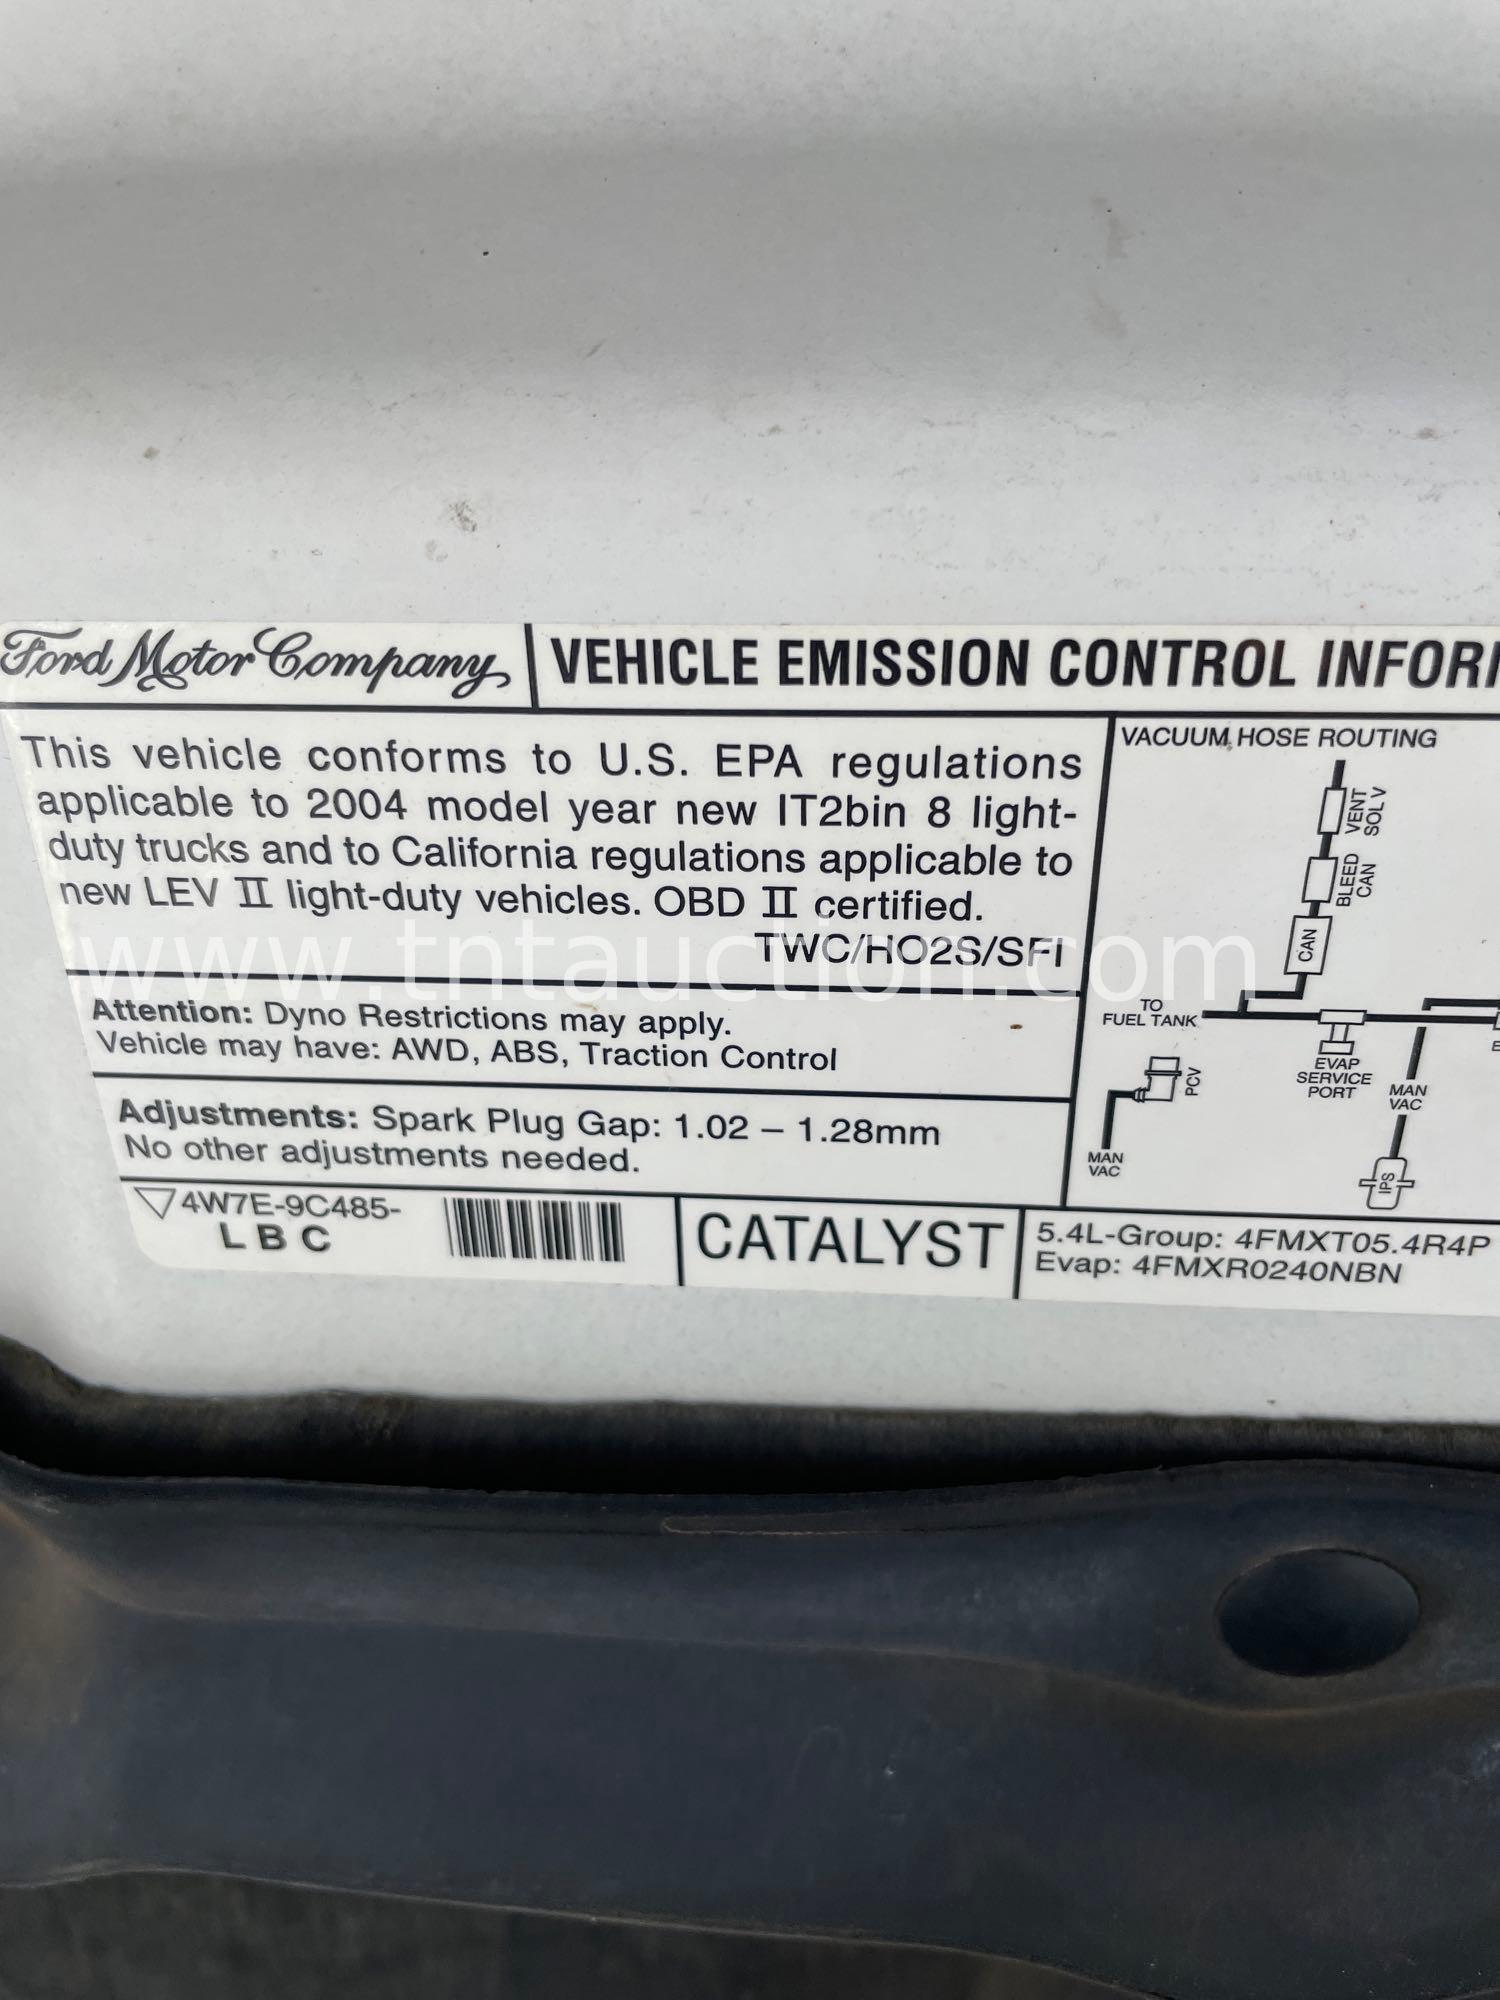 Ford Motor Company
VEHICLE EMISSION CONTROL INFOR
This vehicle conforms to U.S. EPA regulations
applicable to 2004 model year new IT2bin 8 light-
duty trucks and to California regulations applicable to
new LEV II light-duty vehicles. OBD II certified.
TWC/HO2S/SFI
www.tntauction.com
Attention: Dyno Restrictions may apply.
Vehicle may have: AWD, ABS, Traction Control
Adjustments: Spark Plug Gap: 1.02 – 1.28mm
No other adjustments needed.
4W7E-9C485-
L B C
CATALYST
VACUUM HOSE ROUTING
VENT
SOL V
BLEED
CAN
CAN
TO
FUEL TANK
EVAP
SERVICE
PORT
PCV
MAN
VAC
MAN
VAC
IPS
5.4L-Group: 4FMXT05.4R4P
Evap: 4FMXR0240NBN